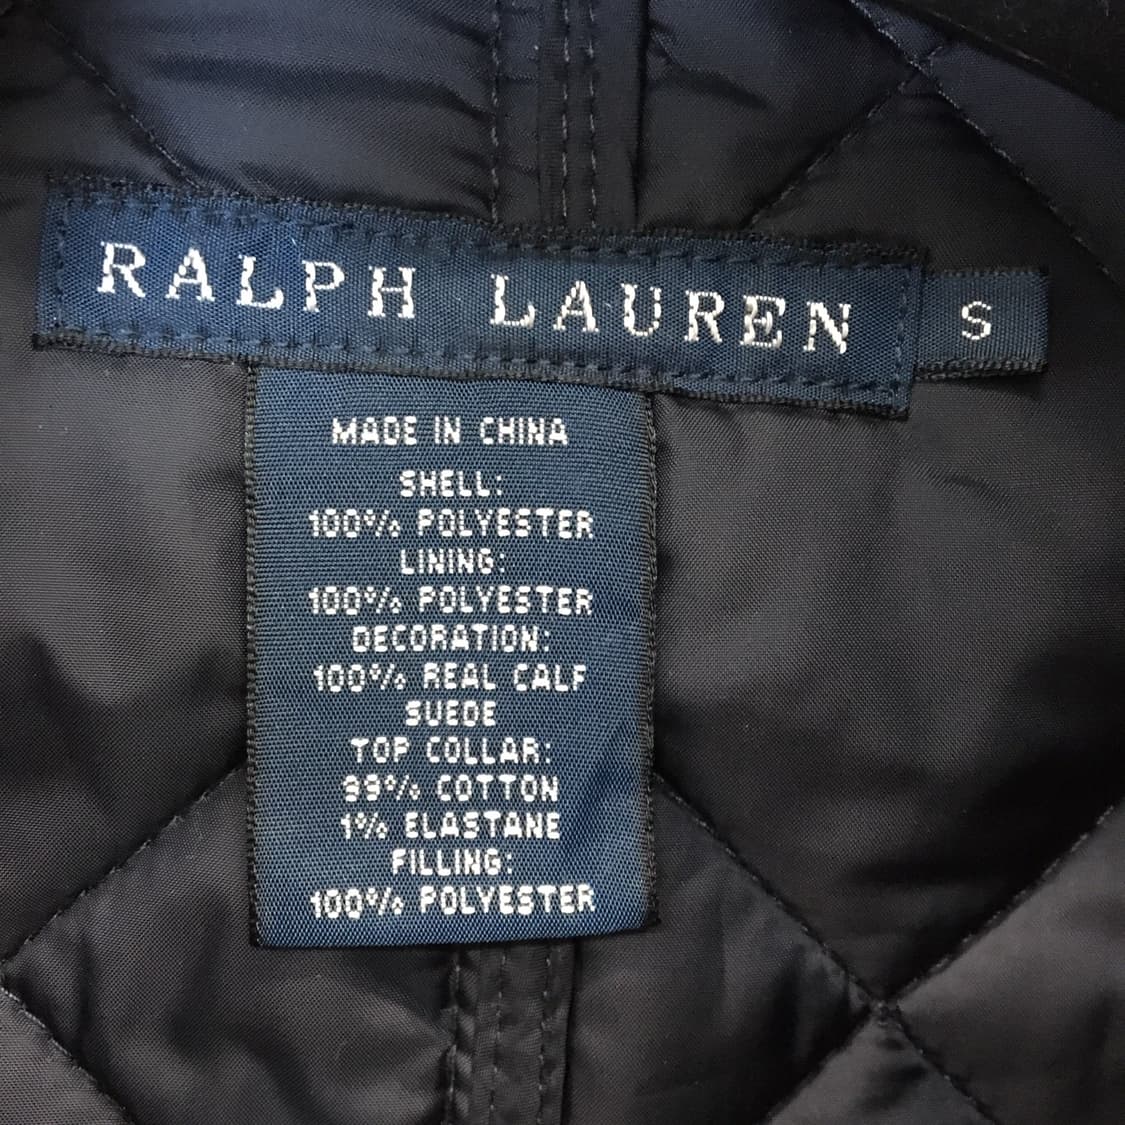 RALPH LAUREN S
MADE IN CHINA
SHELL:
100% POLYESTER
LINING:
100% POLYESTER
DECORATION:
100% REAL CALF
SUEDE
TOP COLLAR:
99% COTTON
1% ELASTANE
FILLING:
100% POLYESTER